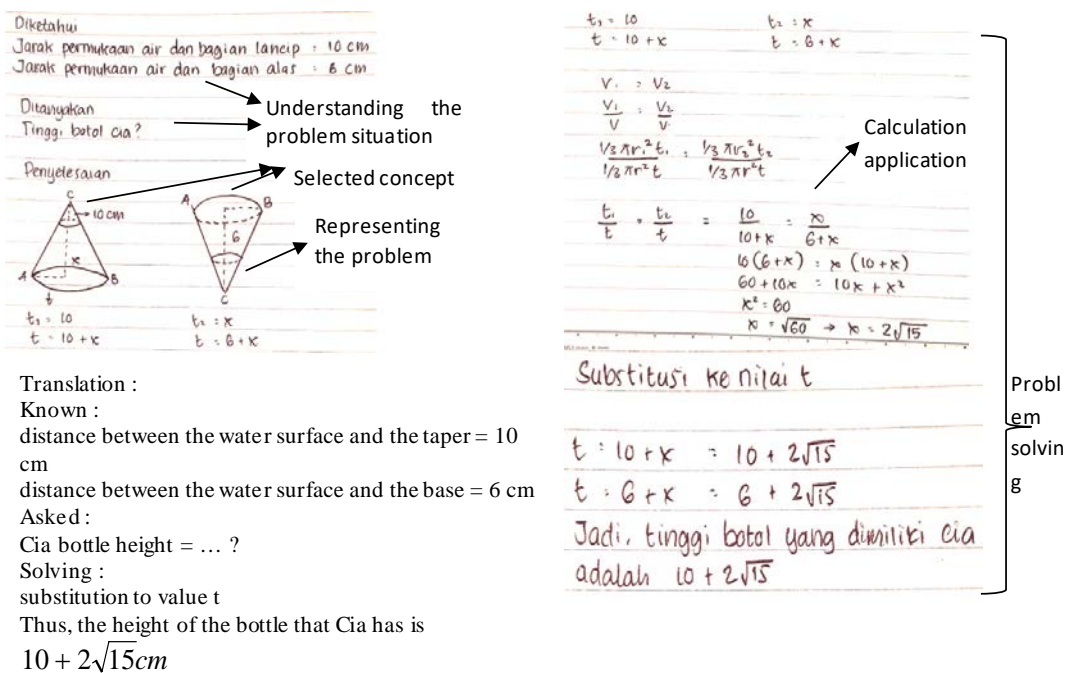 Diketahui
Jarak permukaan air dan bagian lancip : 10 cm
Jarak permukaan air dan bagian alas : 6 cm
Ditanyakan
Tinggi botol cia?
Understanding the
problem situation
Penyelesaian
Selected concept
C
10 cm
x
A
B
t
A
B
6
C
Representing
the problem
t₁ = 10
t = 10 + x
t₂ = x
t = 6 + x
Translation :
Known :
distance between the water surface and the taper = 10
cm
distance between the water surface and the base = 6 cm
Asked :
Cia bottle height = … ?
Solving :
substitution to value t
Thus, the height of the bottle that Cia has is
10 + 2√15cm
t₁ = 10 t₂ = x
t = 10 + x t = 6 + x
V₁ = V₂
V₁/V = V₂/V
1/3 πr₁²t₁ / 1/3 πr²t = 1/3 πr₂²t₂ / 1/3 πr²t
Calculation
application
t₁/t = t₂/t = 10/10+x = x/6+x
10(6+x) = x (10+x)
60 + 10x = 10x + x²
x² = 60
x = √60 → x = 2√15
Substitusi ke nilai t
t = 10 + x = 10 + 2√15
t = 6 + x = 6 + 2√15
Jadi, tinggi botol yang dimiliki cia
adalah 10 + 2√15
Probl
em
solvin
g